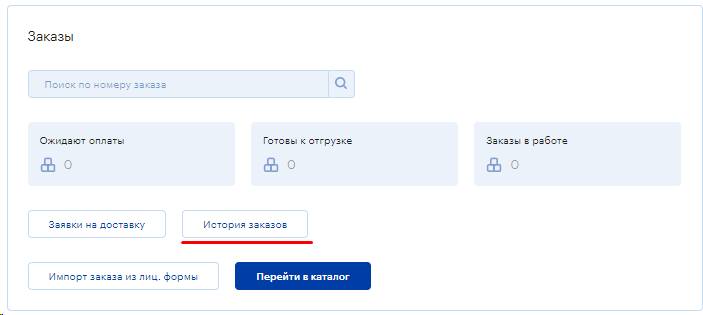 Заказы
Поиск по номеру заказа
Ожидают оплаты
0
Готовы к отгрузке
0
Заказы в работе
0
Заявки на доставку
История заказов
Импорт заказа из лиц. формы
Перейти в каталог